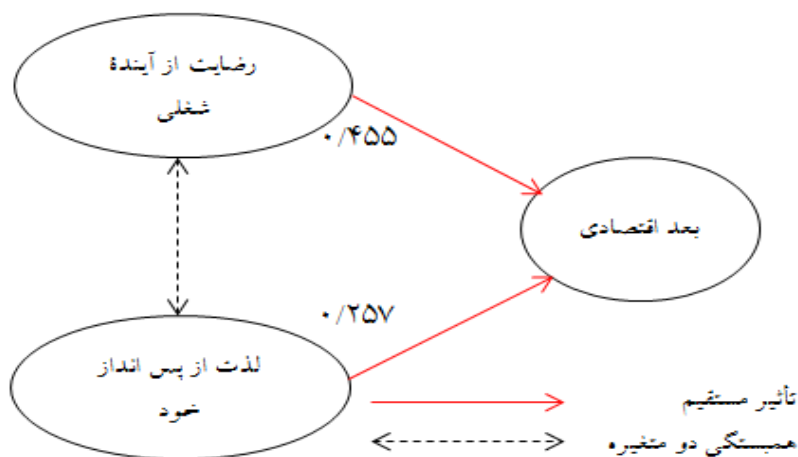 رضایت از آیندۀ
شغلی
۰/۴۵۵
بعد اقتصادی
۰/۲۵۷
لذت از پس انداز
خود
تأثیر مستقیم
همبستگی دو متغیره